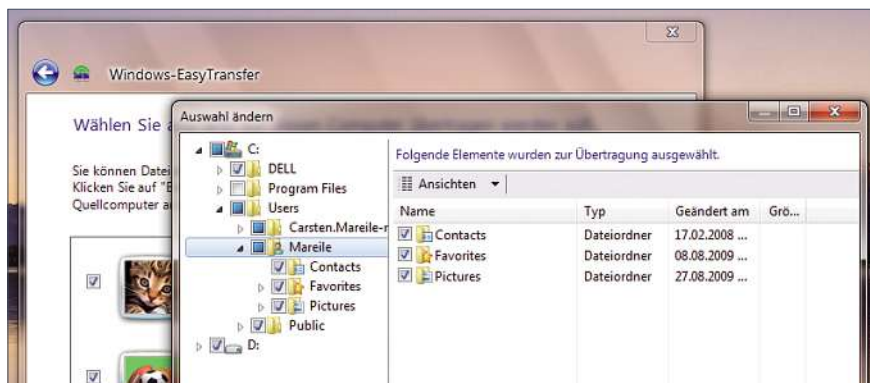 Windows-EasyTransfer
Wählen Sie
Auswahl ändern
Sie können Datei
Klicken Sie auf "E
Quellcomputer a
C:
DELL
Program Files
Users
Carsten.Mareile-
Mareile
Contacts
Favorites
Pictures
Public
D:
Folgende Elemente wurden zur Übertragung ausgewählt.
Ansichten
Name Typ Geändert am Grö...
Contacts Dateiordner 17.02.2008 ...
Favorites Dateiordner 08.08.2009 ...
Pictures Dateiordner 27.08.2009 ...